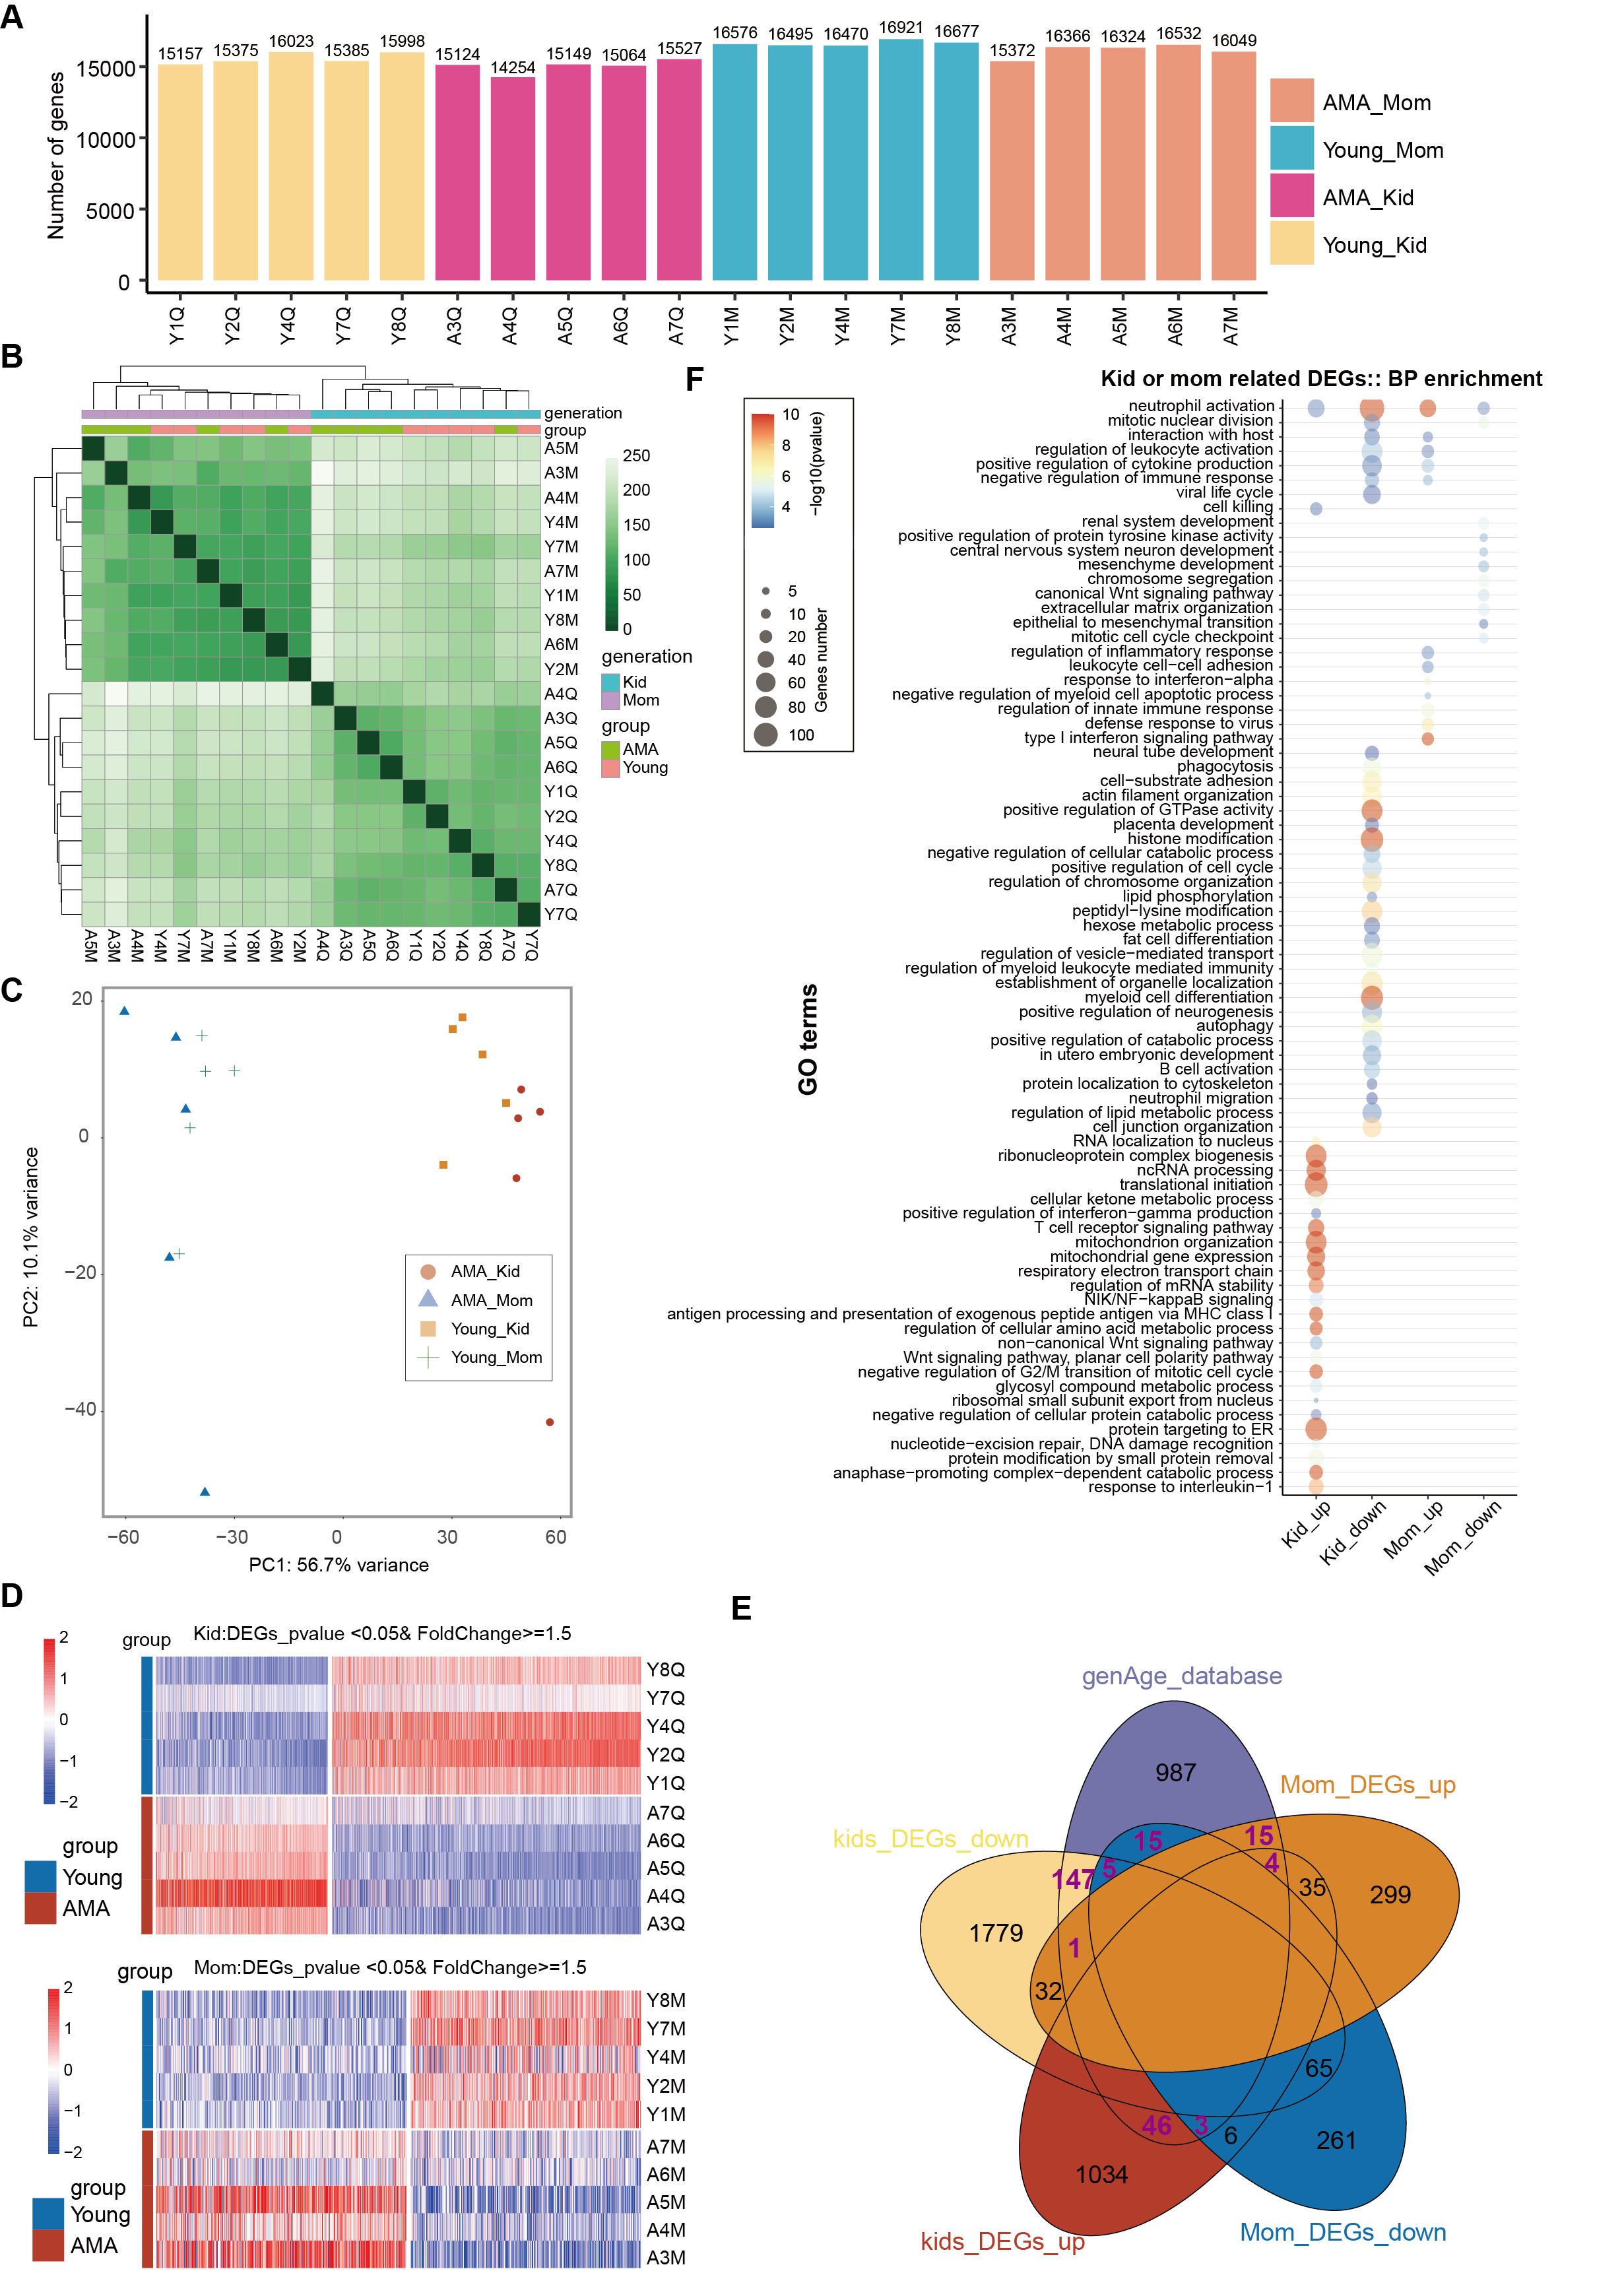 A
Number of genes
15000
10000
5000
0
15157
15375
16023
15385
15998
15124
14254
15149
15064
15527
16576
16495
16470
16921
16677
15372
16366
16324
16532
16049
Y1Q
Y2Q
Y4Q
Y7Q
Y8Q
A3Q
A4Q
A5Q
A6Q
A7Q
Y1M
Y2M
Y4M
Y7M
Y8M
A3M
A4M
A5M
A6M
A7M
AMA_Mom
Young_Mom
AMA_Kid
Young_Kid
B
generation
group
A5M
A3M
A4M
Y4M
Y7M
A7M
Y1M
Y8M
A6M
Y2M
A4Q
A3Q
A5Q
A6Q
Y1Q
Y2Q
Y4Q
Y8Q
A7Q
Y7Q
A5M
A3M
A4M
Y4M
Y7M
A7M
Y1M
Y8M
A6M
Y2M
A4Q
A3Q
A5Q
A6Q
Y1Q
Y2Q
Y4Q
Y8Q
A7Q
Y7Q
250
200
150
100
50
0
generation
Kid
Mom
group
AMA
Young
C
PC2: 10.1% variance
20
0
−20
−40
−60
−30
0
30
60
PC1: 56.7% variance
AMA_Kid
AMA_Mom
Young_Kid
Young_Mom
D
group
Kid:DEGs_pvalue <0.05& FoldChange>=1.5
2
1
0
−1
−2
group
Young
AMA
Y8Q
Y7Q
Y4Q
Y2Q
Y1Q
A7Q
A6Q
A5Q
A4Q
A3Q
group
Mom:DEGs_pvalue <0.05& FoldChange>=1.5
2
1
0
−1
−2
group
Young
AMA
Y8M
Y7M
Y4M
Y2M
Y1M
A7M
A6M
A5M
A4M
A3M
F
Kid or mom related DEGs:: BP enrichment
10
8
6
4
−log10(pvalue)
5
10
20
40
60
80
100
Genes number
GO terms
neutrophil activation
mitotic nuclear division
interaction with host
regulation of leukocyte activation
positive regulation of cytokine production
negative regulation of immune response
viral life cycle
cell killing
renal system development
positive regulation of protein tyrosine kinase activity
central nervous system neuron development
mesenchyme development
chromosome segregation
canonical Wnt signaling pathway
extracellular matrix organization
epithelial to mesenchymal transition
mitotic cell cycle checkpoint
regulation of inflammatory response
leukocyte cell−cell adhesion
response to interferon−alpha
negative regulation of myeloid cell apoptotic process
regulation of innate immune response
defense response to virus
type I interferon signaling pathway
neural tube development
phagocytosis
cell−substrate adhesion
actin filament organization
positive regulation of GTPase activity
placenta development
histone modification
negative regulation of cellular catabolic process
positive regulation of cell cycle
regulation of chromosome organization
lipid phosphorylation
peptidyl−lysine modification
hexose metabolic process
fat cell differentiation
regulation of vesicle−mediated transport
regulation of myeloid leukocyte mediated immunity
establishment of organelle localization
myeloid cell differentiation
positive regulation of neurogenesis
autophagy
positive regulation of catabolic process
in utero embryonic development
B cell activation
protein localization to cytoskeleton
neutrophil migration
regulation of lipid metabolic process
cell junction organization
RNA localization to nucleus
ribonucleoprotein complex biogenesis
ncRNA processing
translational initiation
cellular ketone metabolic process
positive regulation of interferon−gamma production
T cell receptor signaling pathway
mitochondrion organization
mitochondrial gene expression
respiratory electron transport chain
regulation of mRNA stability
NIK/NF−kappaB signaling
antigen processing and presentation of exogenous peptide antigen via MHC class I
regulation of cellular amino acid metabolic process
non−canonical Wnt signaling pathway
Wnt signaling pathway, planar cell polarity pathway
negative regulation of G2/M transition of mitotic cell cycle
glycosyl compound metabolic process
ribosomal small subunit export from nucleus
negative regulation of cellular protein catabolic process
protein targeting to ER
nucleotide−excision repair, DNA damage recognition
protein modification by small protein removal
anaphase−promoting complex−dependent catabolic process
response to interleukin−1
Kid_up
Kid_down
Mom_up
Mom_down
E
genAge_database
Mom_DEGs_up
kids_DEGs_down
kids_DEGs_up
Mom_DEGs_down
987
15
15
4
5
147
35
299
1779
1
32
65
46
3
6
261
1034